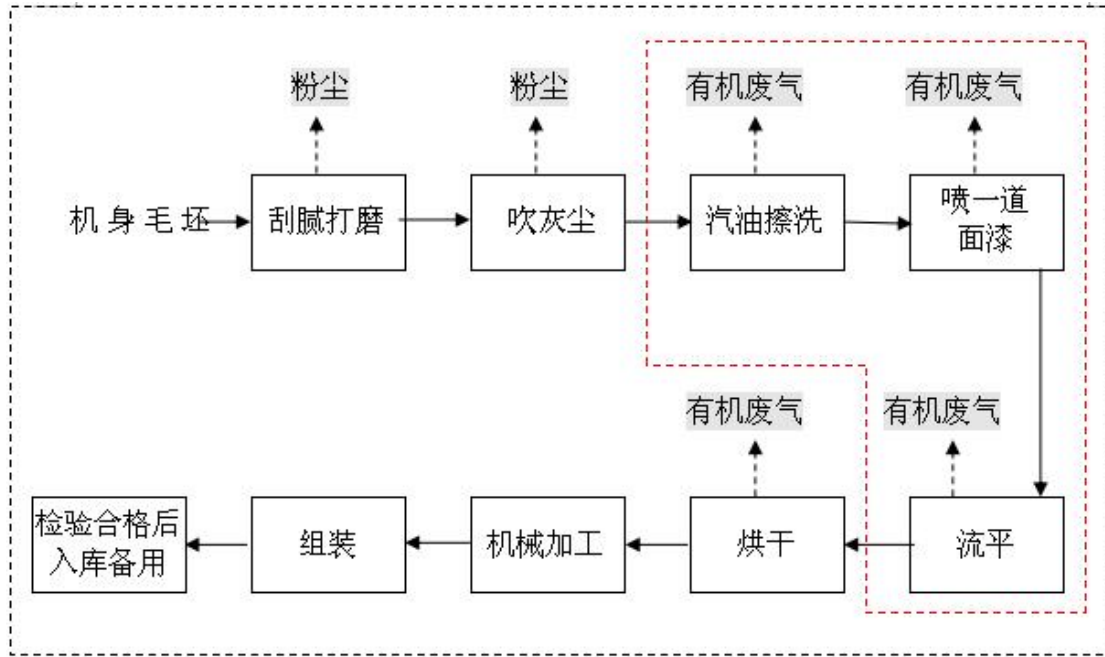 粉尘
粉尘
有机废气
有机废气
机身毛坯
刮腻打磨
吹灰尘
汽油擦洗
喷一道
面漆
有机废气
有机废气
检验合格后
入库备用
组装
机械加工
烘干
流平